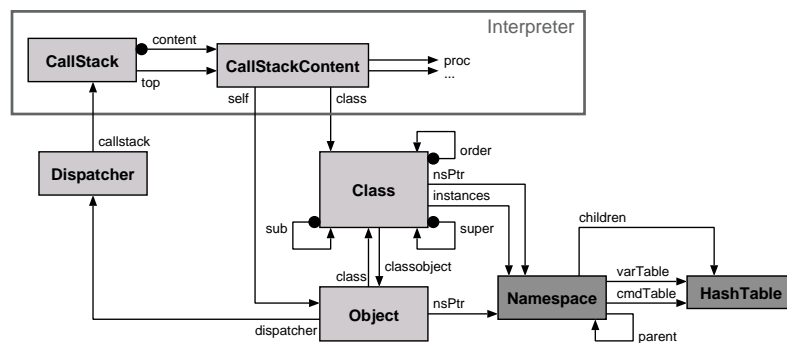 Interpreter
content
CallStack
CallStackContent
proc
...
top
self
class
callstack
order
Dispatcher
nsPtr
Class
instances
children
sub
super
varTable
class
classobject
Namespace
cmdTable
HashTable
nsPtr
Object
dispatcher
parent